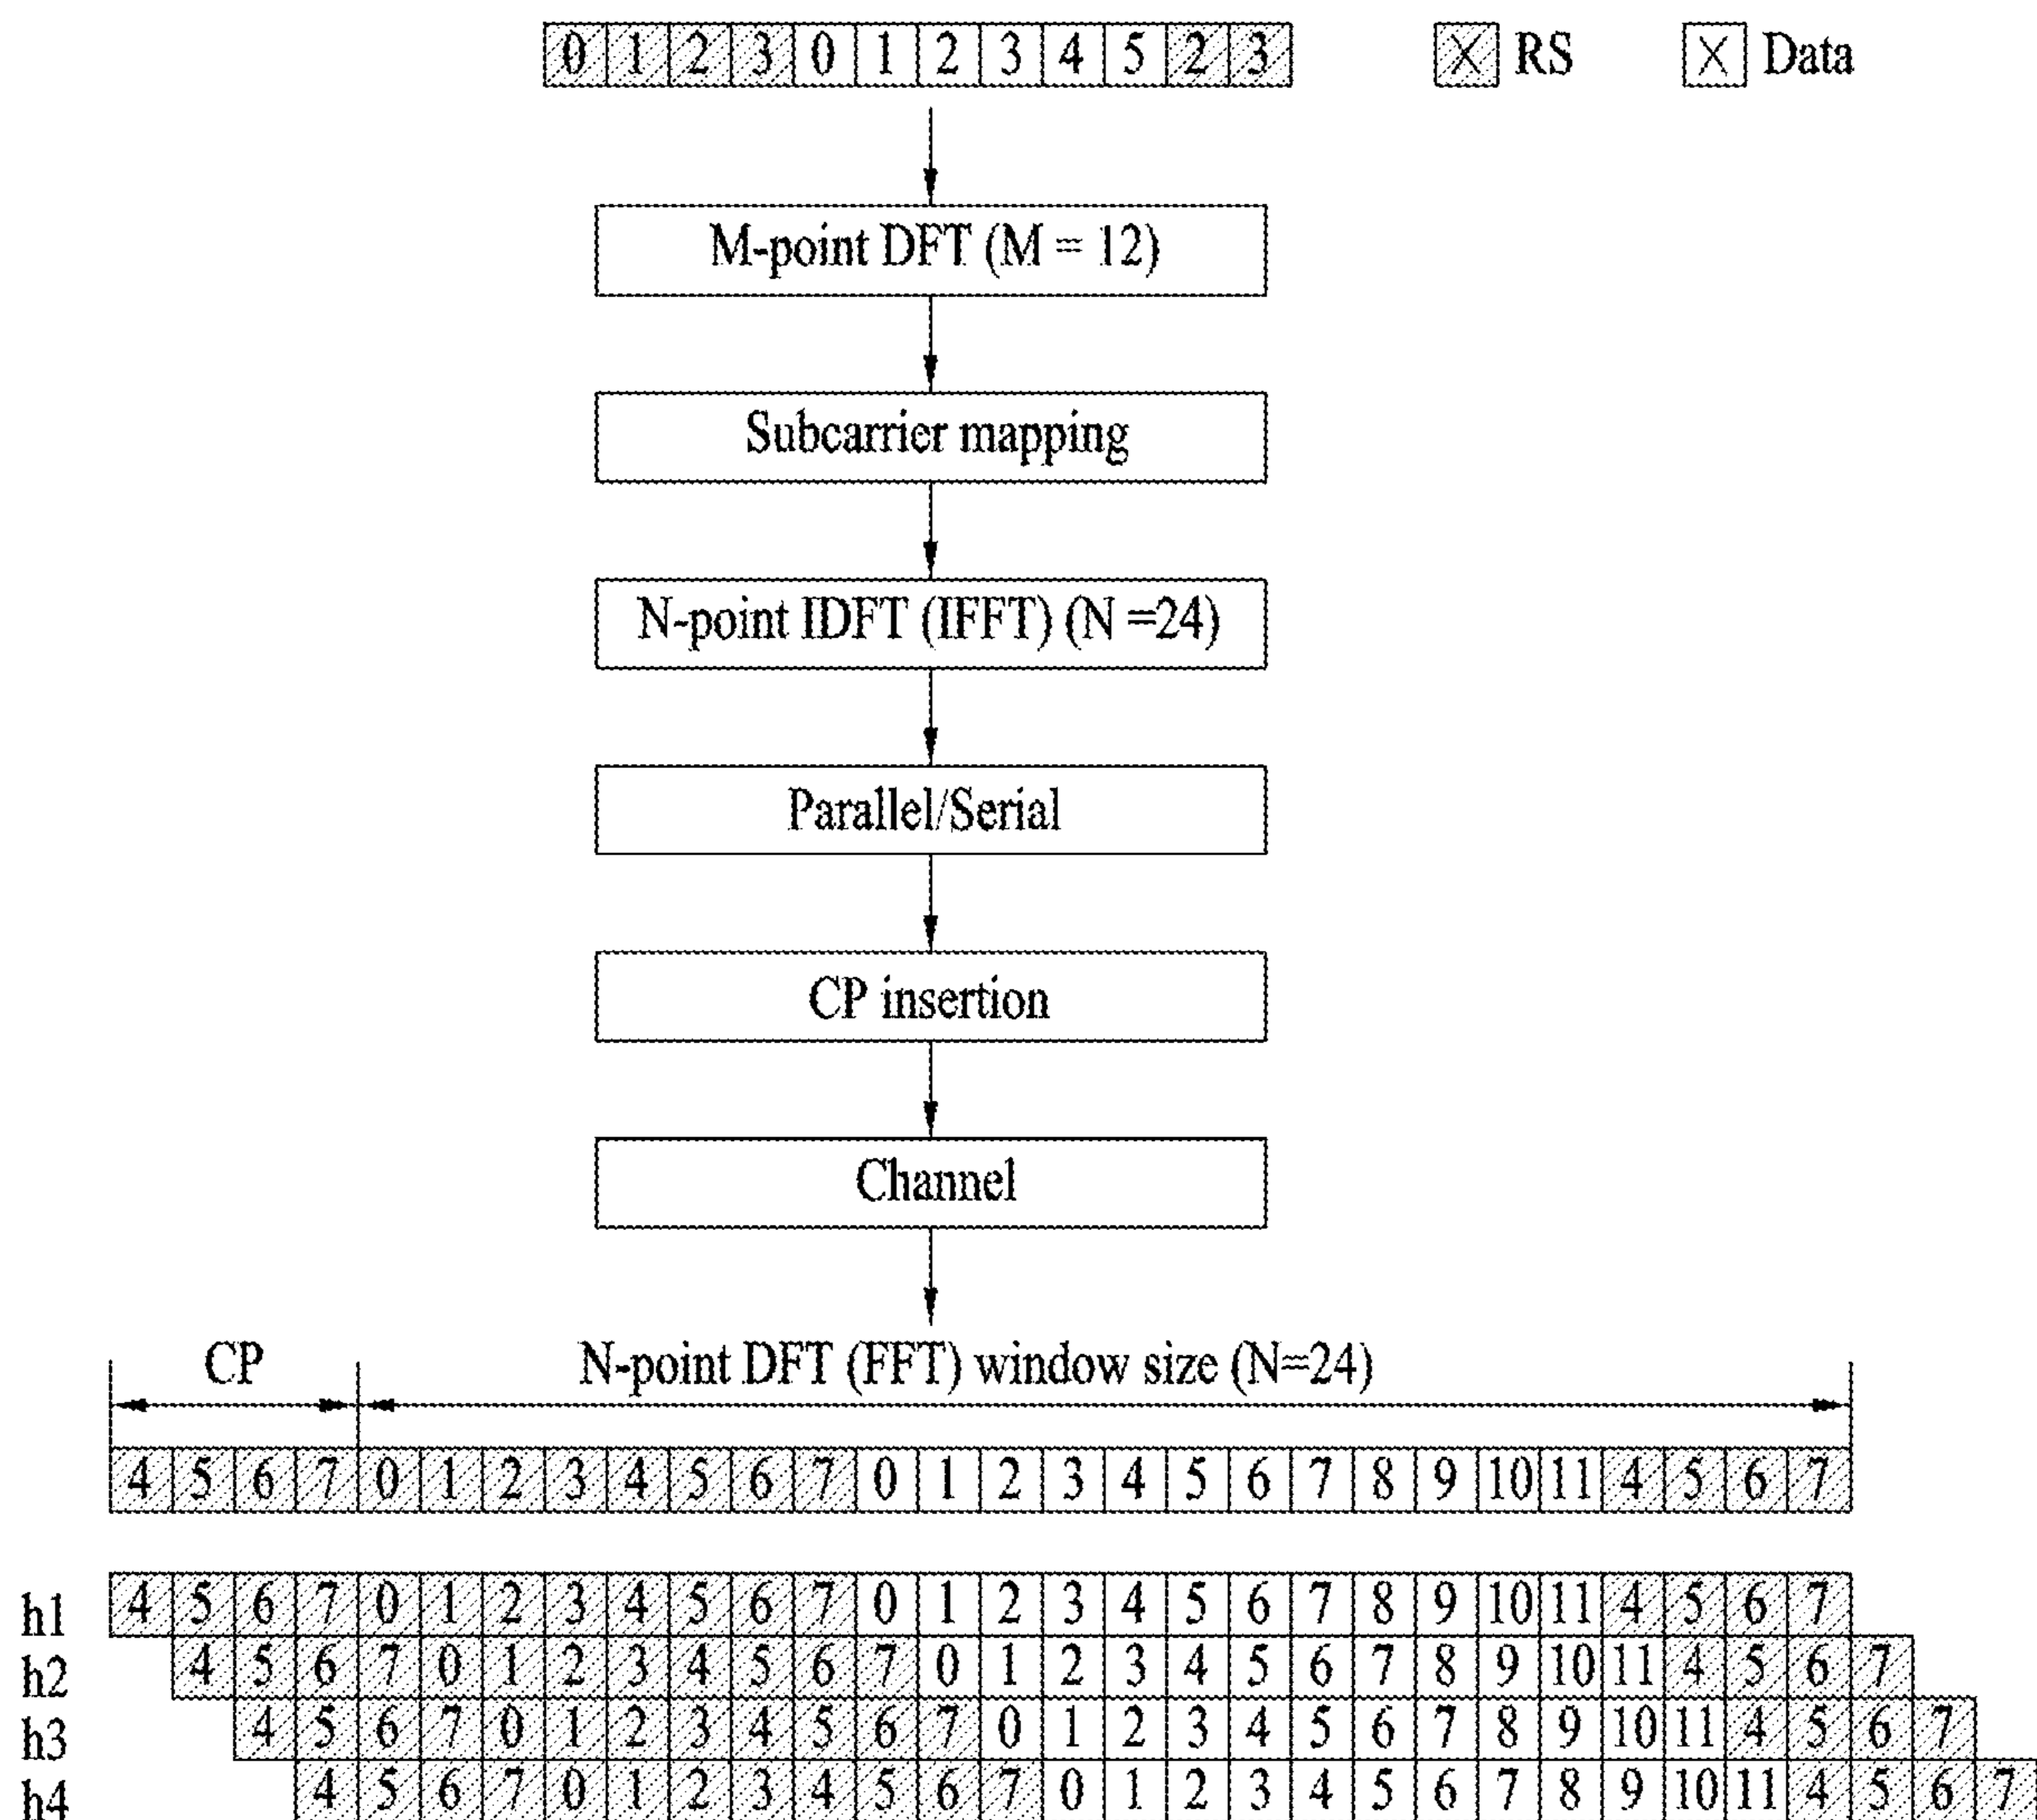 0 1 2 3 0 1 2 3 4 5 2 3 X RS X Data
M-point DFT (M = 12)
Subcarrier mapping
N-point IDFT (IFFT) (N =24)
Parallel/Serial
CP insertion
Channel
CP N-point DFT (FFT) window size (N=24)
4 5 6 7 0 1 2 3 4 5 6 7 0 1 2 3 4 5 6 7 8 9 10 11 4 5 6 7
h1 4 5 6 7 0 1 2 3 4 5 6 7 0 1 2 3 4 5 6 7 8 9 10 11 4 5 6 7
h2 4 5 6 7 0 1 2 3 4 5 6 7 0 1 2 3 4 5 6 7 8 9 10 11 4 5 6 7
h3 4 5 6 7 0 1 2 3 4 5 6 7 0 1 2 3 4 5 6 7 8 9 10 11 4 5 6 7
h4 4 5 6 7 0 1 2 3 4 5 6 7 0 1 2 3 4 5 6 7 8 9 10 11 4 5 6 7